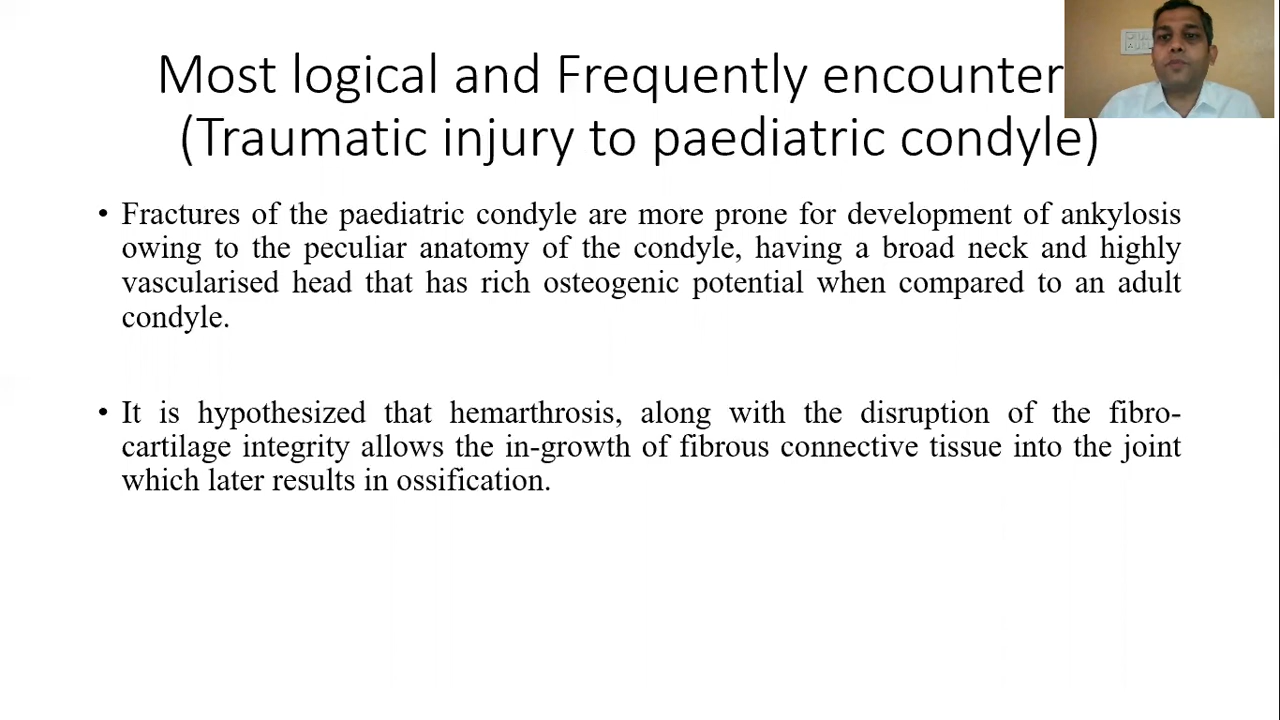 Most logical and Frequently encounter
(Traumatic injury to paediatric condyle)
• Fractures of the paediatric condyle are more prone for development of ankylosis
owing to the peculiar anatomy of the condyle, having a broad neck and highly
vascularised head that has rich osteogenic potential when compared to an adult
condyle.
• It is hypothesized that hemarthrosis, along with the disruption of the fibro-
cartilage integrity allows the in-growth of fibrous connective tissue into the joint
which later results in ossification.